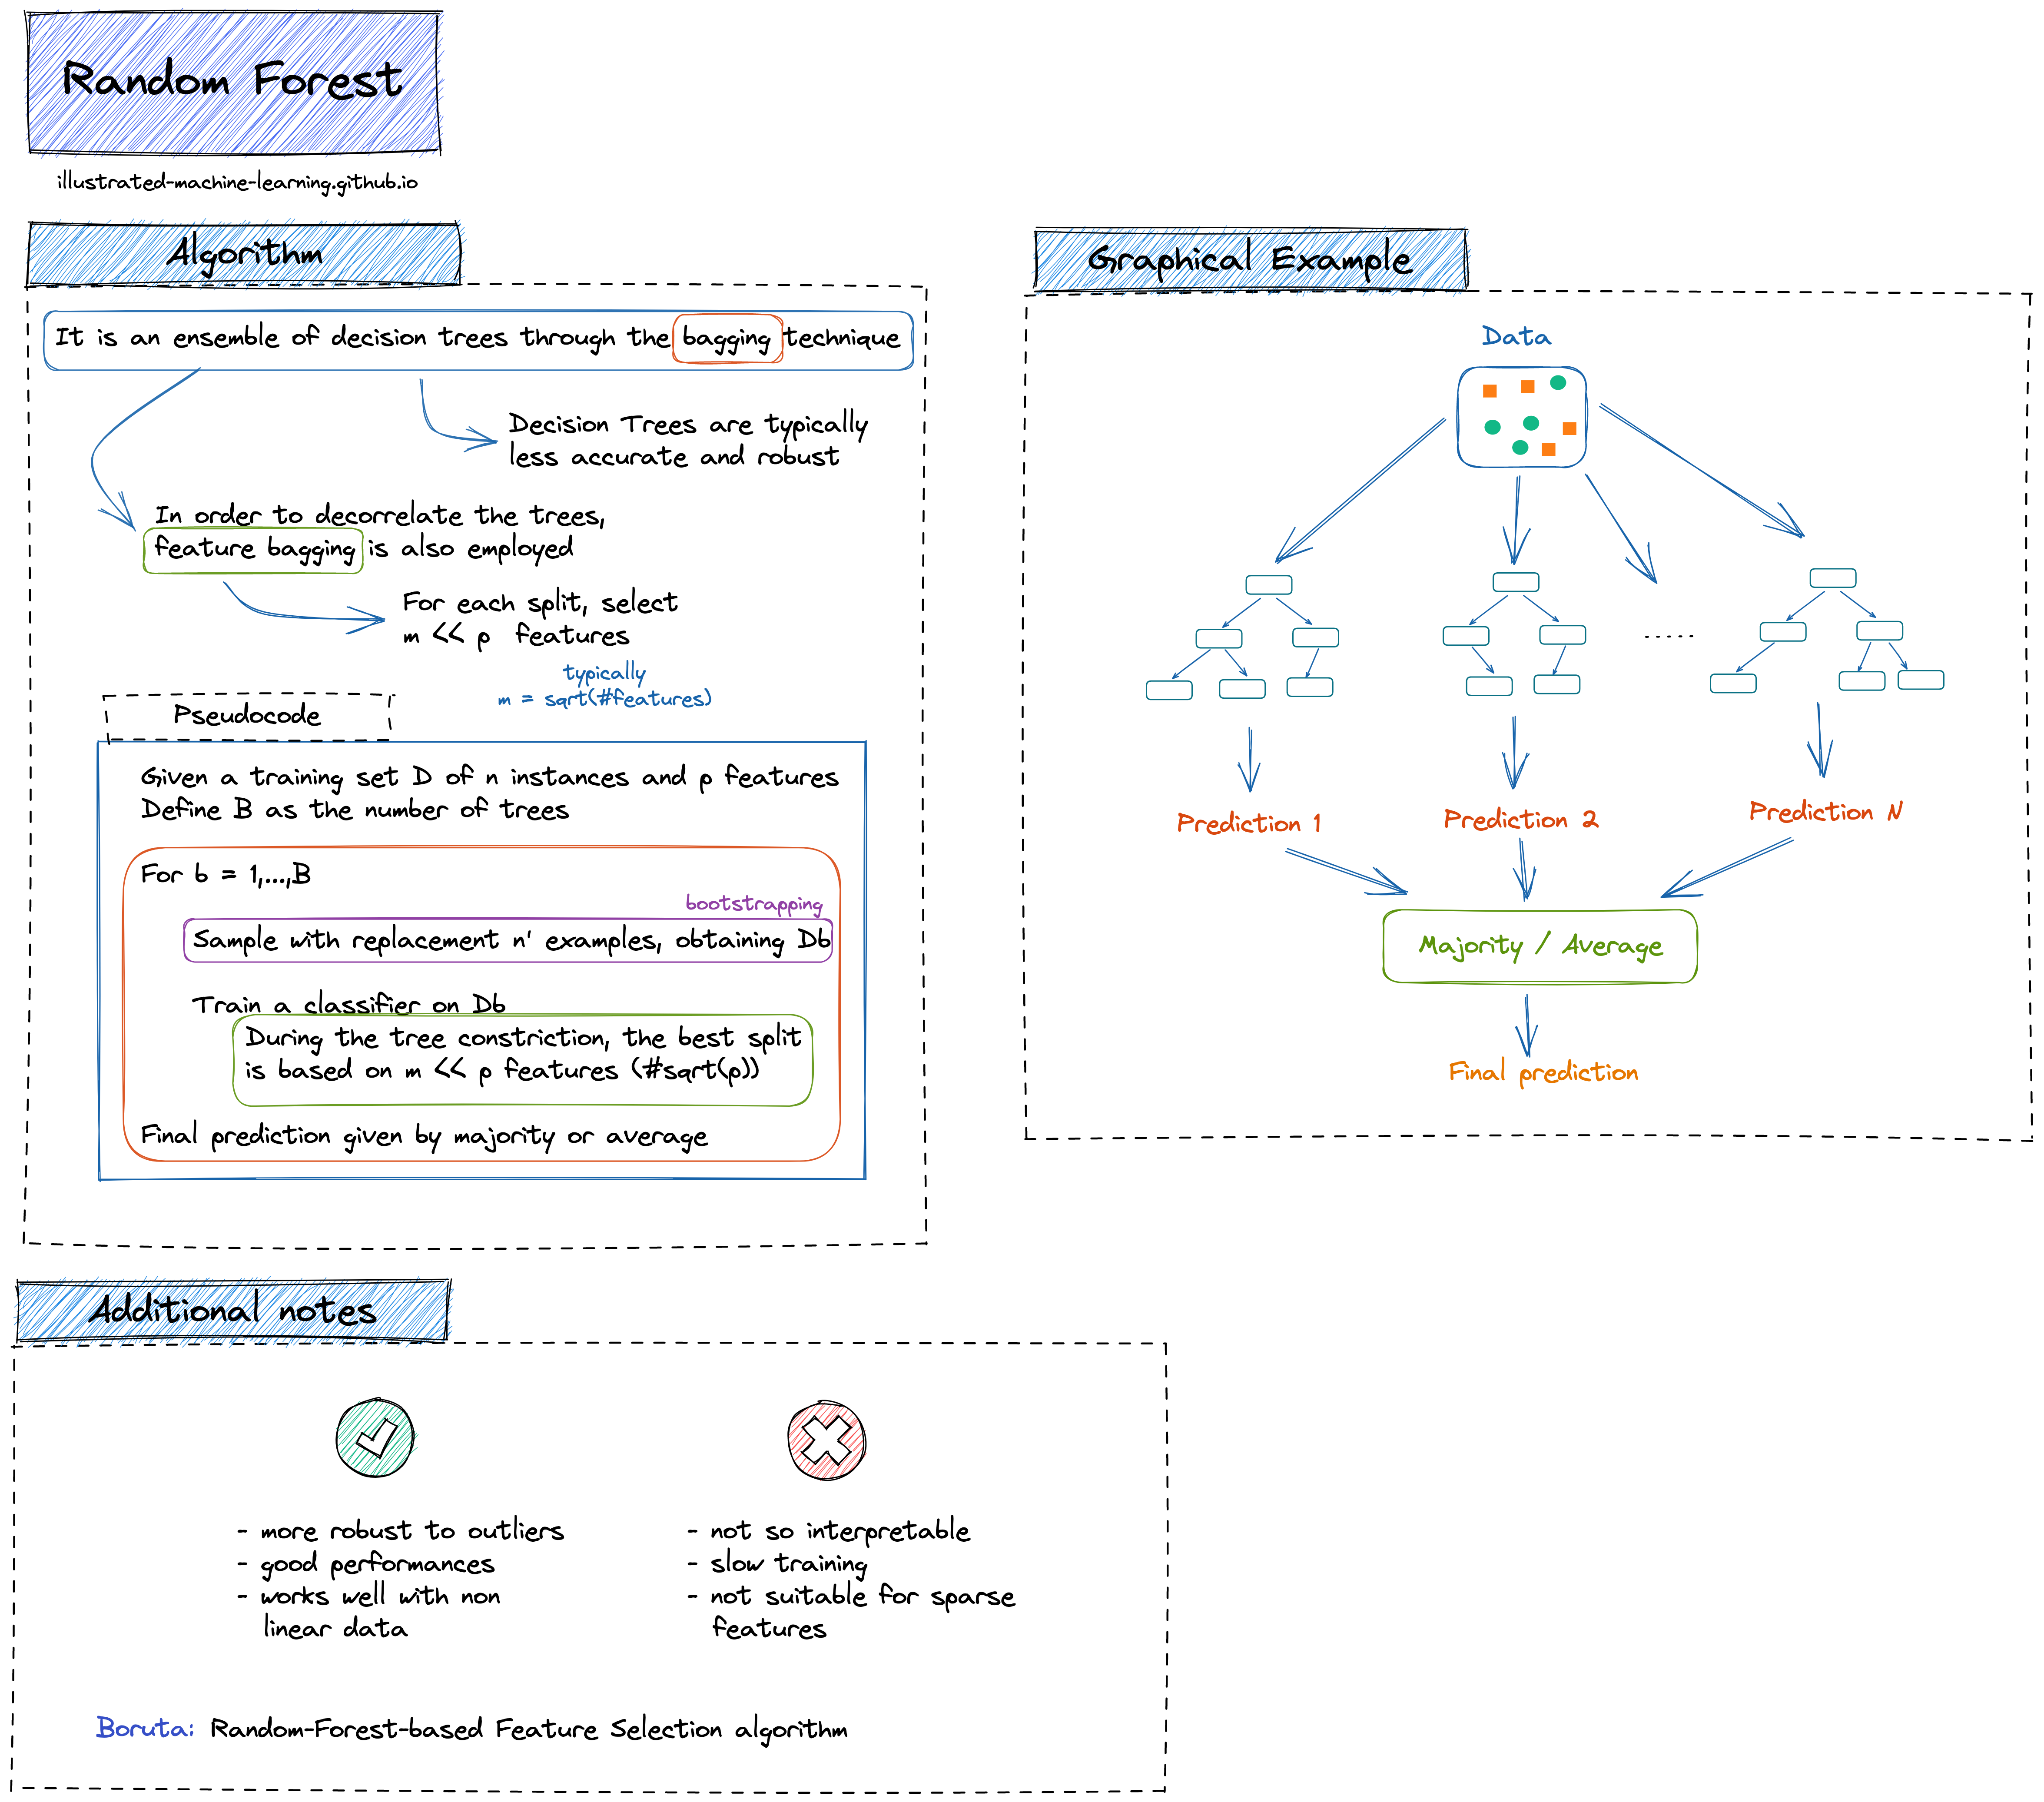 Random Forest
illustrated-machine-learning.github.io
Algorithm
It is an ensemble of decision trees through the bagging technique
Decision Trees are typically
less accurate and robust
In order to decorrelate the trees,
feature bagging is also employed
For each split, select
m << p features
typically
m = sqrt(#features)
Pseudocode
Given a training set D of n instances and p features
Define B as the number of trees
For b = 1,...,B
bootstrapping
Sample with replacement n' examples, obtaining Db
Train a classifier on Db
During the tree constriction, the best split
is based on m << p features (#sqrt(p))
Final prediction given by majority or average
Graphical Example
Data
......
Prediction 1
Prediction 2
Prediction N
Majority / Average
Final prediction
Additional notes
- more robust to outliers
- good performances
- works well with non
linear data
- not so interpretable
- slow training
- not suitable for sparse
features
Boruta: Random-Forest-based Feature Selection algorithm